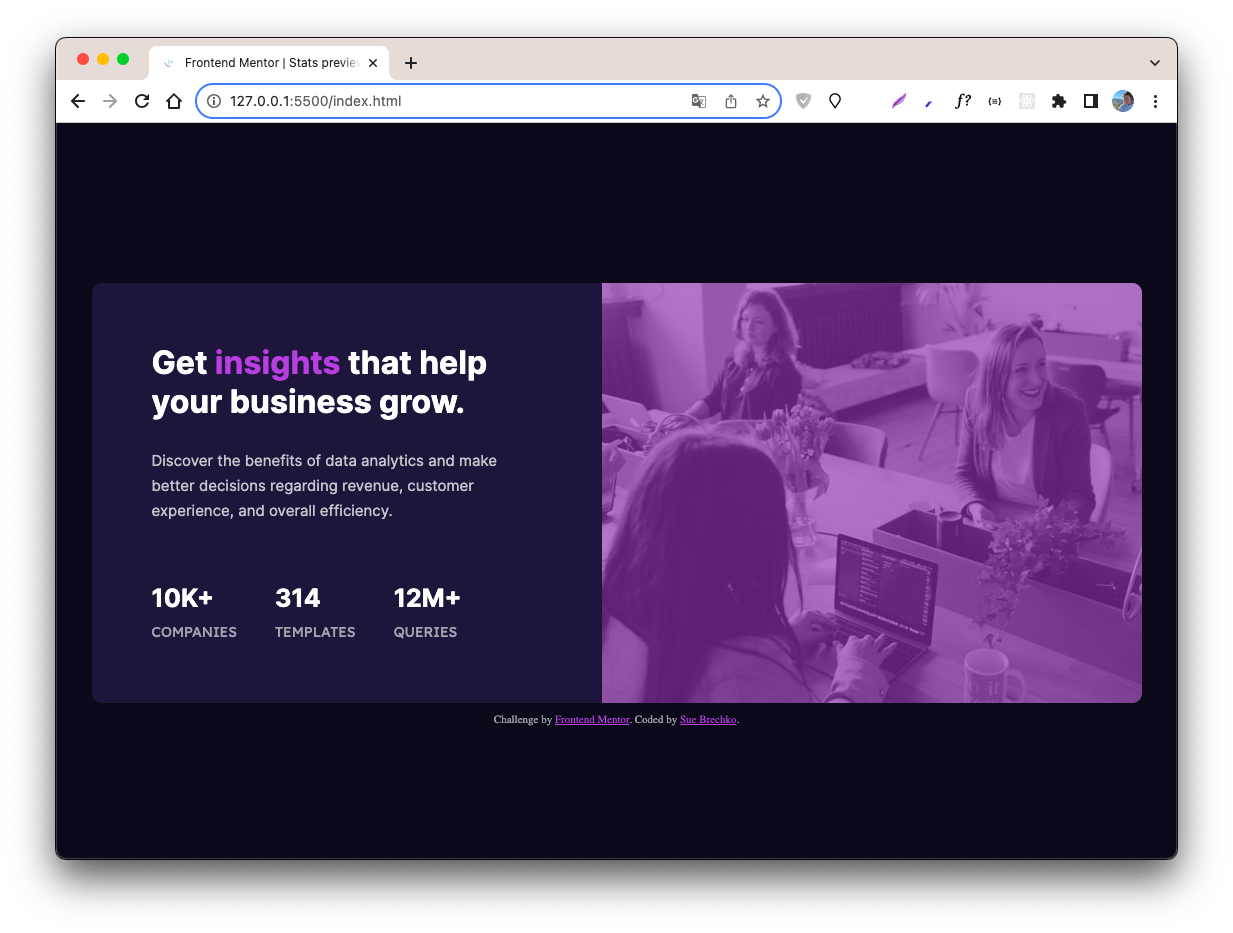 Frontend Mentor | Stats preview
127.0.0.1:5500/index.html
f?
Get insights that help
your business grow.
Discover the benefits of data analytics and make
better decisions regarding revenue, customer
experience, and overall efficiency.
10K+ 314 12M+
COMPANIES TEMPLATES QUERIES
Challenge by Frontend Mentor. Coded by Sue Brechko.